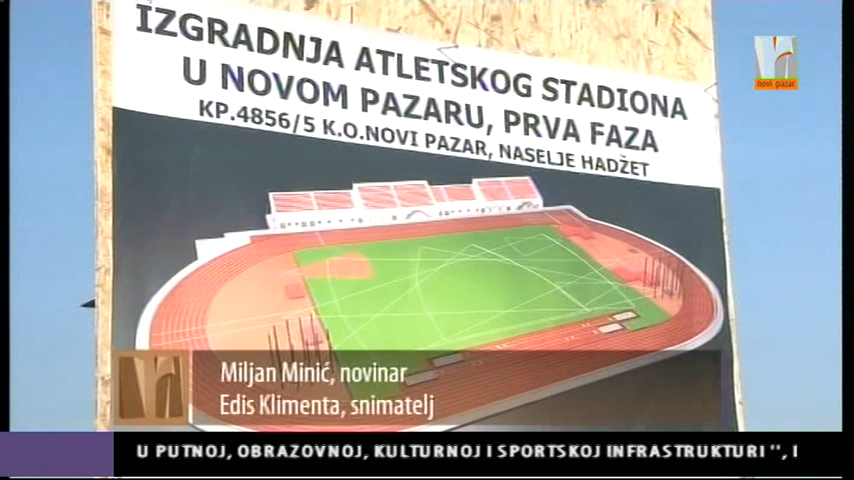 IZGRADNJA ATLETSKOG STADIONA
U NOVOM PAZARU, PRVA FAZA
KP.4856/5 K.O.NOVI PAZAR, NASELJE HADŽET
novi pazar
Miljan Minić, novinar
Edis Klimenta, snimatelj
U PUTNOJ, OBRAZOVNOJ, KULTURNOJ I SPORTSKOJ INFRASTRUKTURI ", I